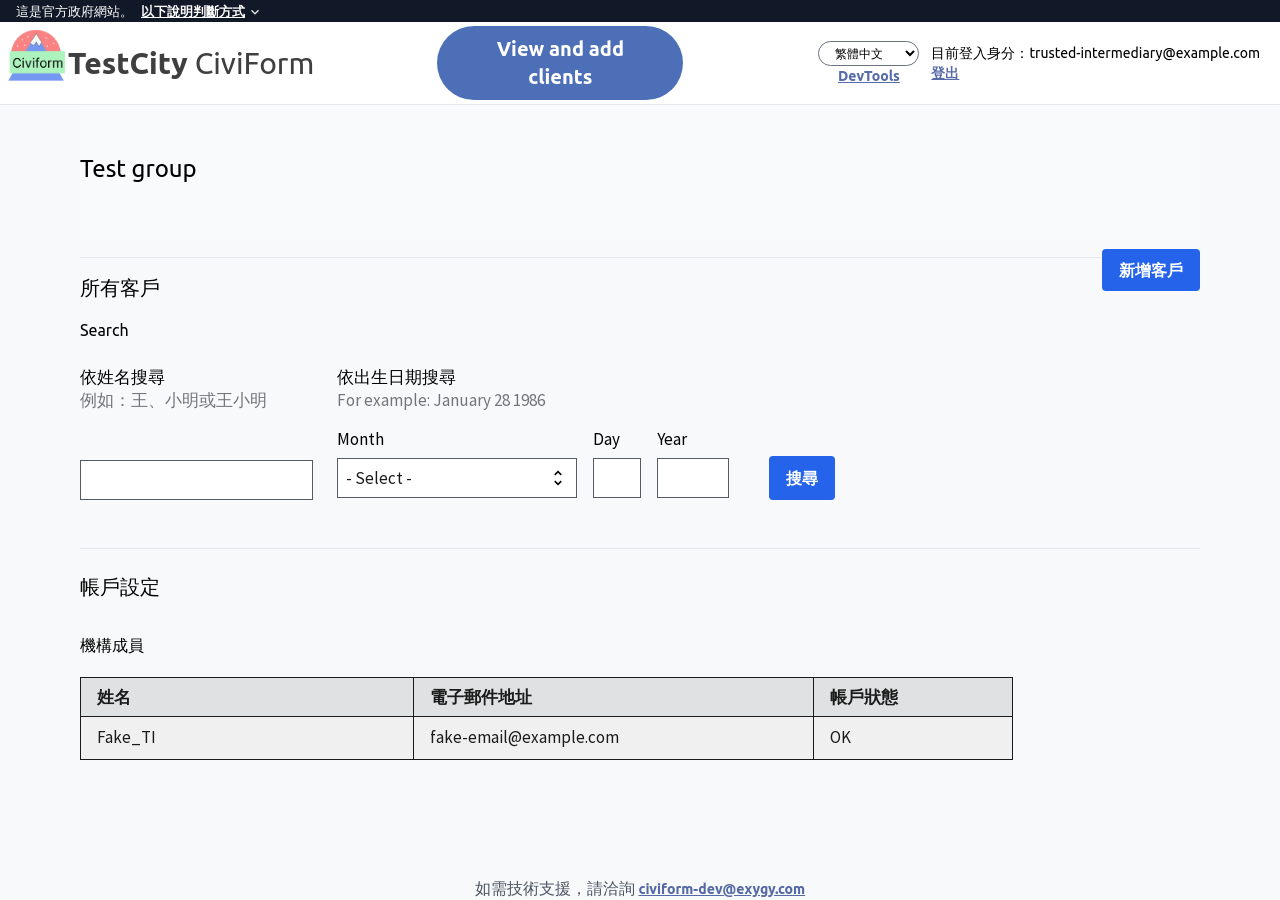 這是官方政府網站。 以下說明判斷方式
Civiform
TestCity CiviForm
View and add
clients
繁體中文
DevTools
目前登入身分：trusted-intermediary@example.com
登出
Test group
新增客戶
所有客戶
Search
依姓名搜尋
例如：王、小明或王小明
依出生日期搜尋
For example: January 28 1986
Month
Day
Year
- Select -
搜尋
帳戶設定
機構成員
姓名 電子郵件地址 帳戶狀態
Fake_TI fake-email@example.com OK
如需技術支援，請洽詢 civiform-dev@exygy.com